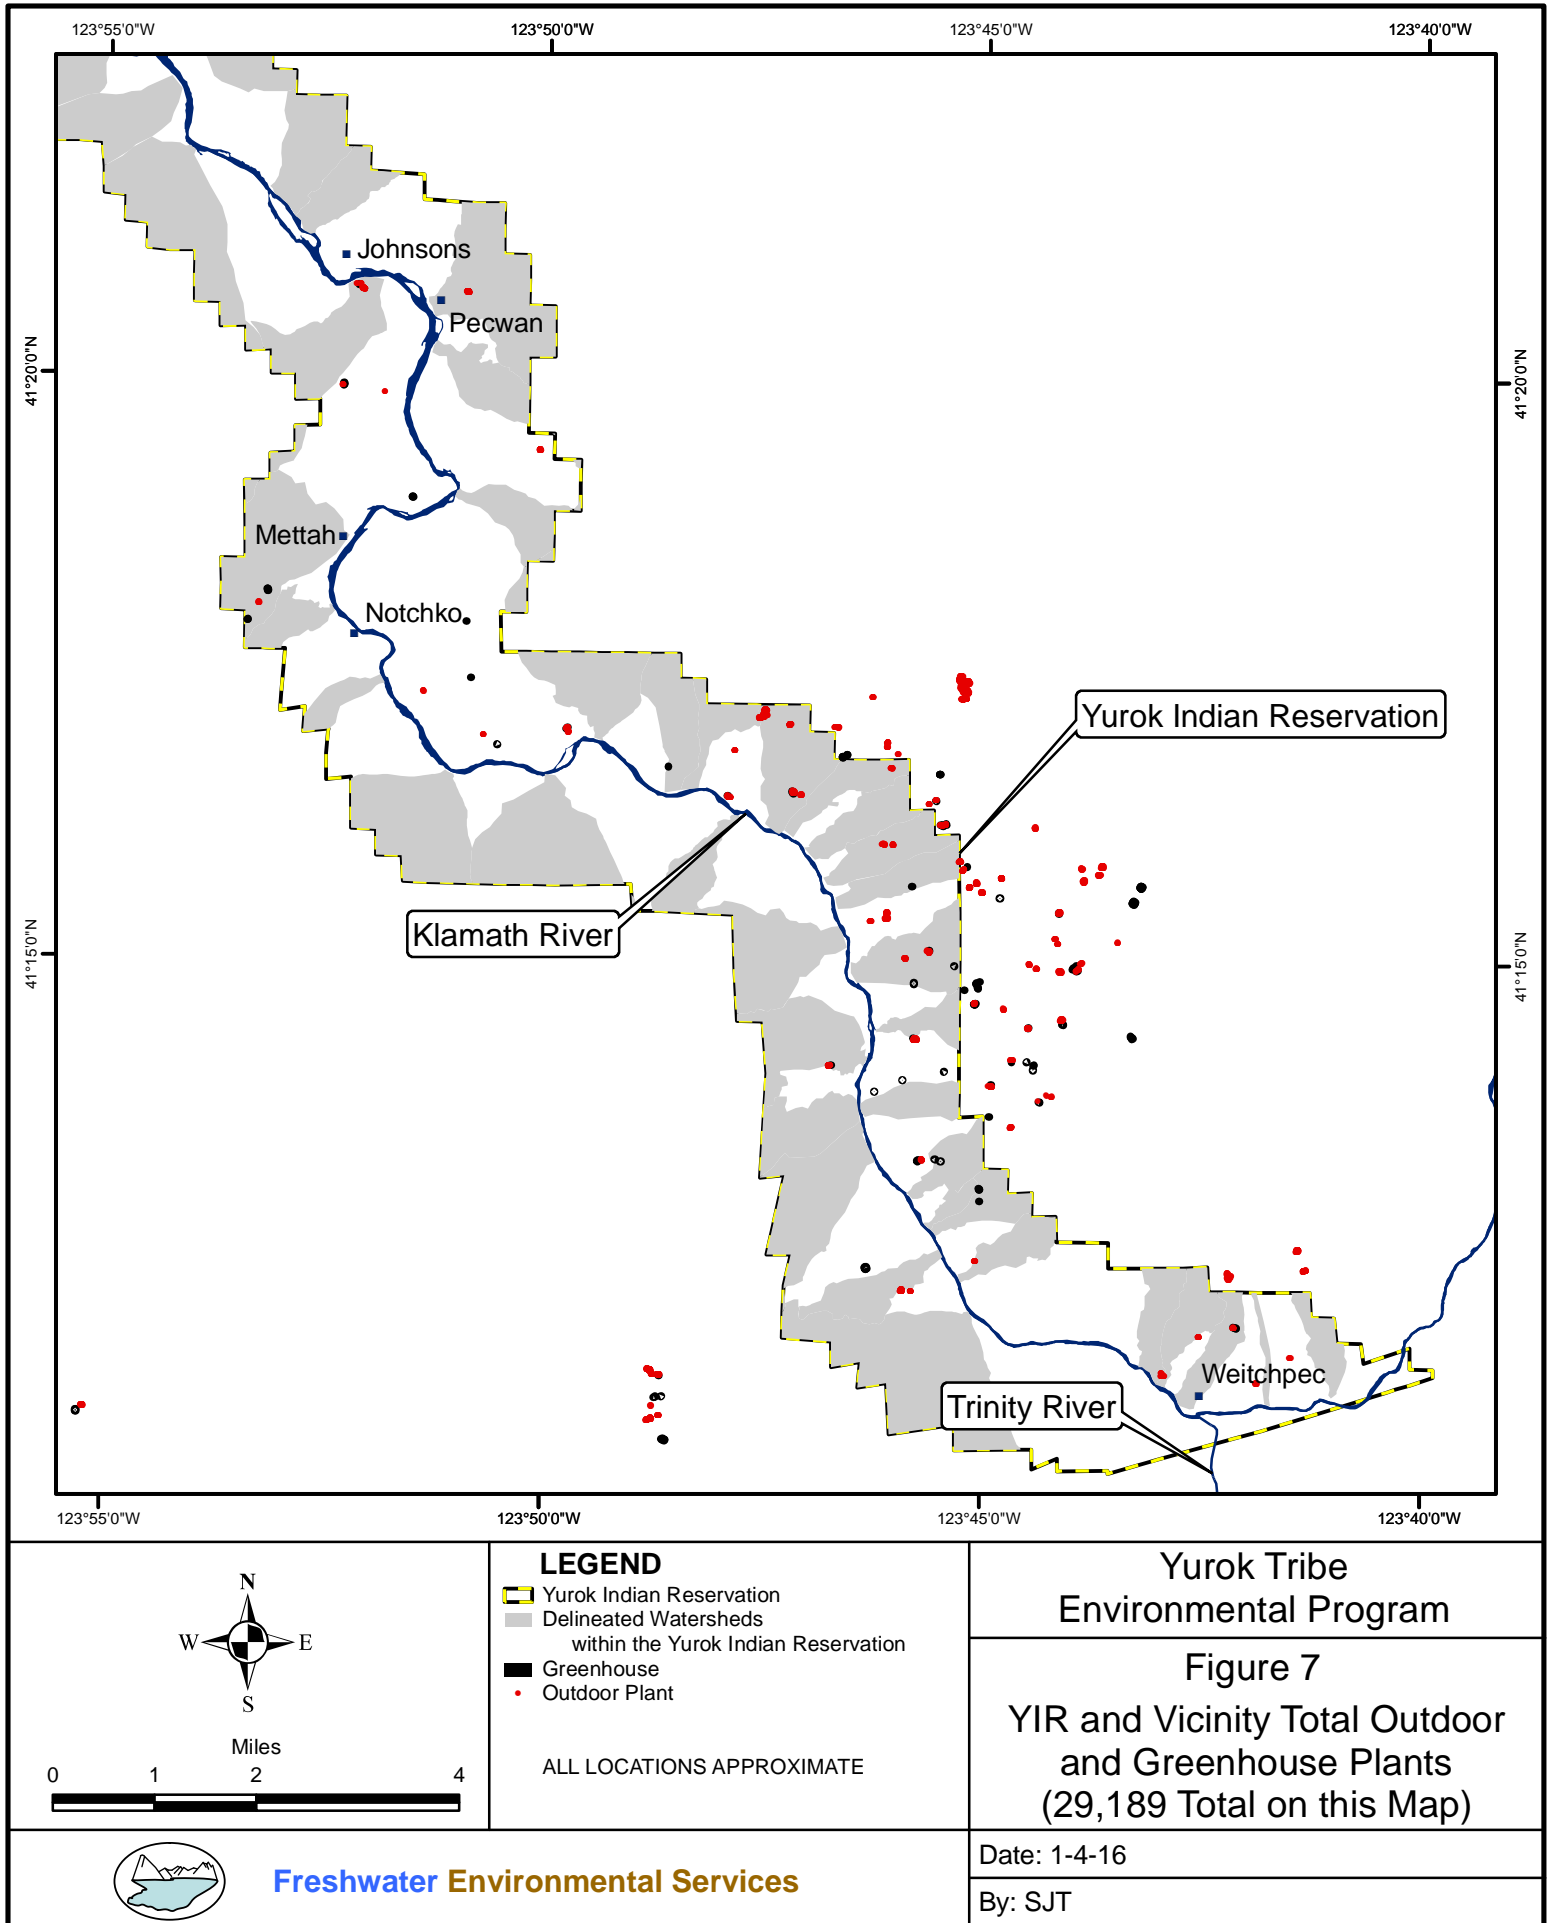 123°55'0"W
123°50'0"W
123°45'0"W
123°40'0"W
Johnsons
Pecwan
41°20'0"N
41°20'0"N
Mettah
Notchko
Yurok Indian Reservation
Klamath River
41°15'0"N
41°15'0"N
Weitchpec
Trinity River
123°55'0"W
123°50'0"W
123°45'0"W
123°40'0"W
N
W
E
S
Miles
0
1
2
4
LEGEND
Yurok Indian Reservation
Delineated Watersheds
within the Yurok Indian Reservation
Greenhouse
Outdoor Plant
ALL LOCATIONS APPROXIMATE
Yurok Tribe
Environmental Program
Figure 7
YIR and Vicinity Total Outdoor
and Greenhouse Plants
(29,189 Total on this Map)
Freshwater Environmental Services
Date: 1-4-16
By: SJT